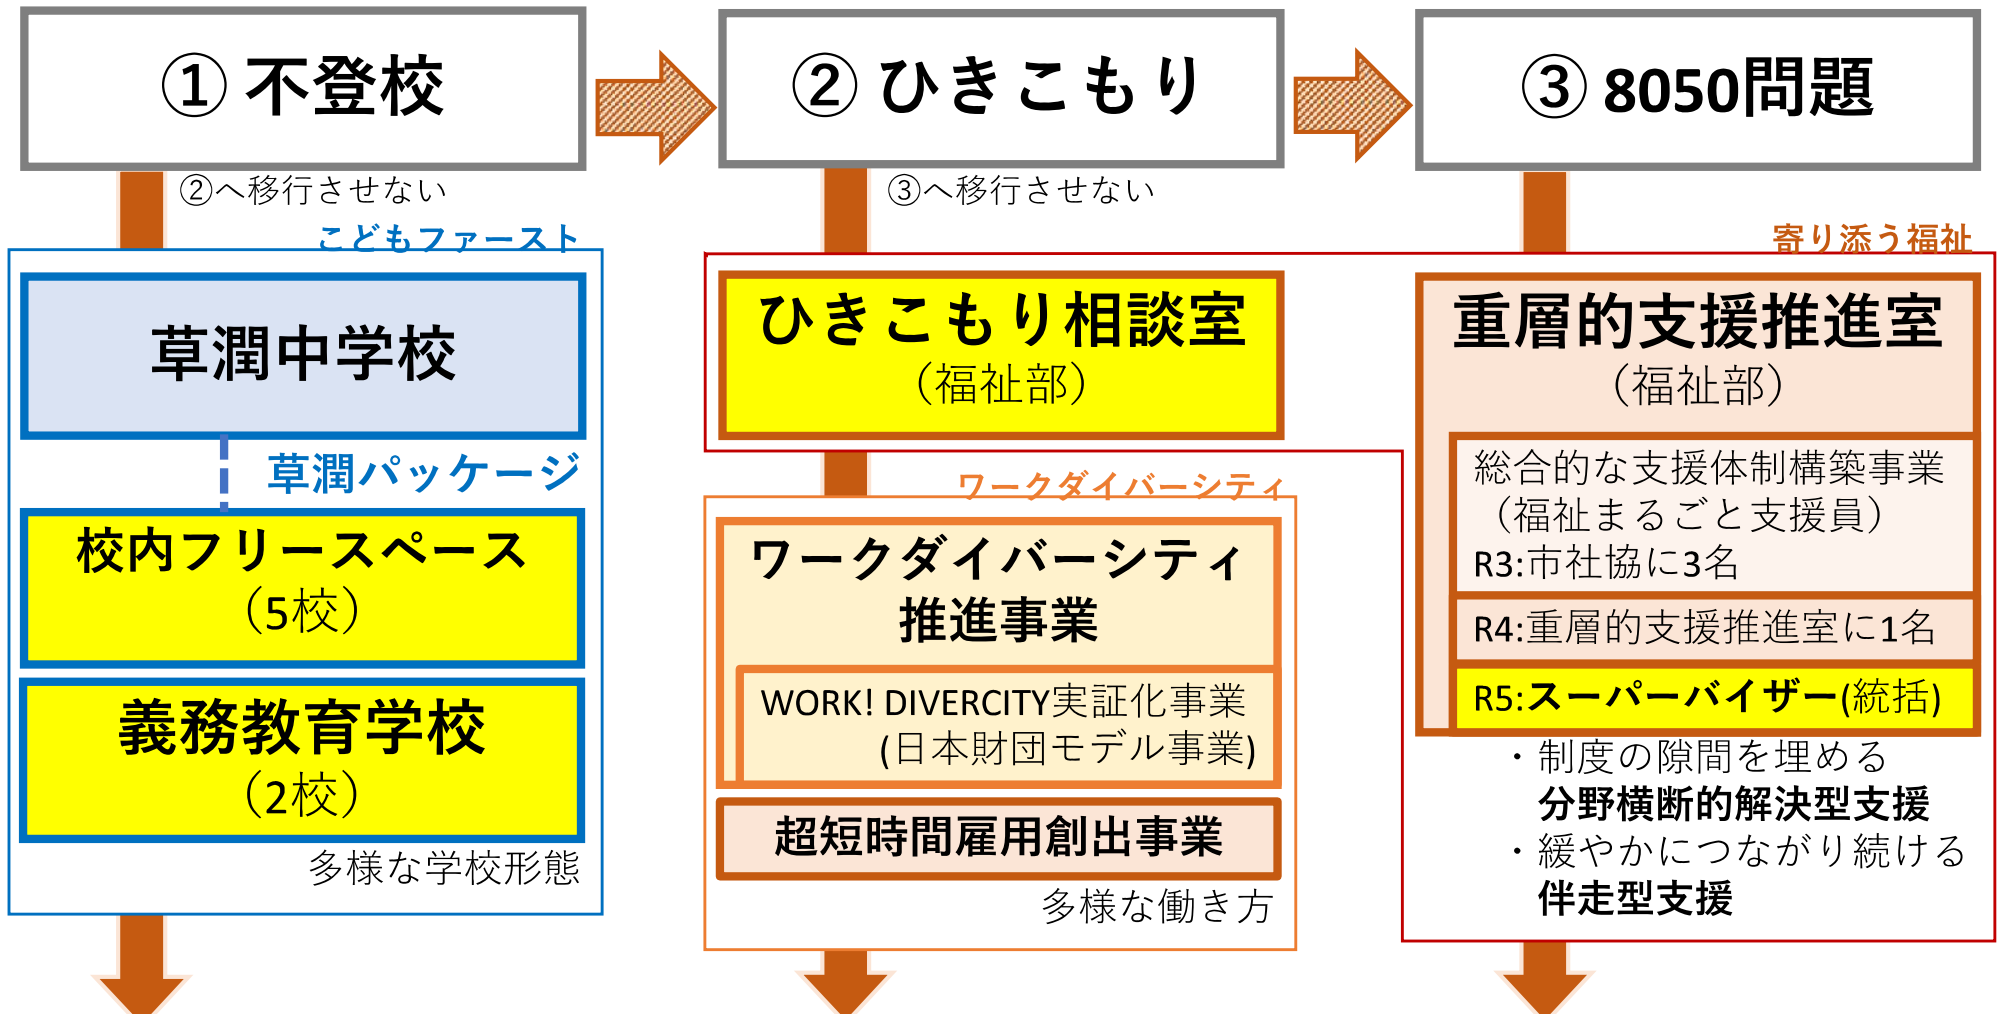 ① 不登校
②へ移行させない
こどもファースト
草潤中学校
草潤パッケージ
校内フリースペース
（5校）
義務教育学校
（2校）
多様な学校形態
② ひきこもり
③へ移行させない
ひきこもり相談室
（福祉部）
ワークダイバーシティ
ワークダイバーシティ
推進事業
WORK! DIVERCITY実証化事業
(日本財団モデル事業)
超短時間雇用創出事業
多様な働き方
③ 8050問題
寄り添う福祉
重層的支援推進室
（福祉部）
総合的な支援体制構築事業
（福祉まるごと支援員）
R3:市社協に3名
R4:重層的支援推進室に1名
R5:スーパーバイザー(統括)
・制度の隙間を埋める
分野横断的解決型支援
・緩やかにつながり続ける
伴走型支援